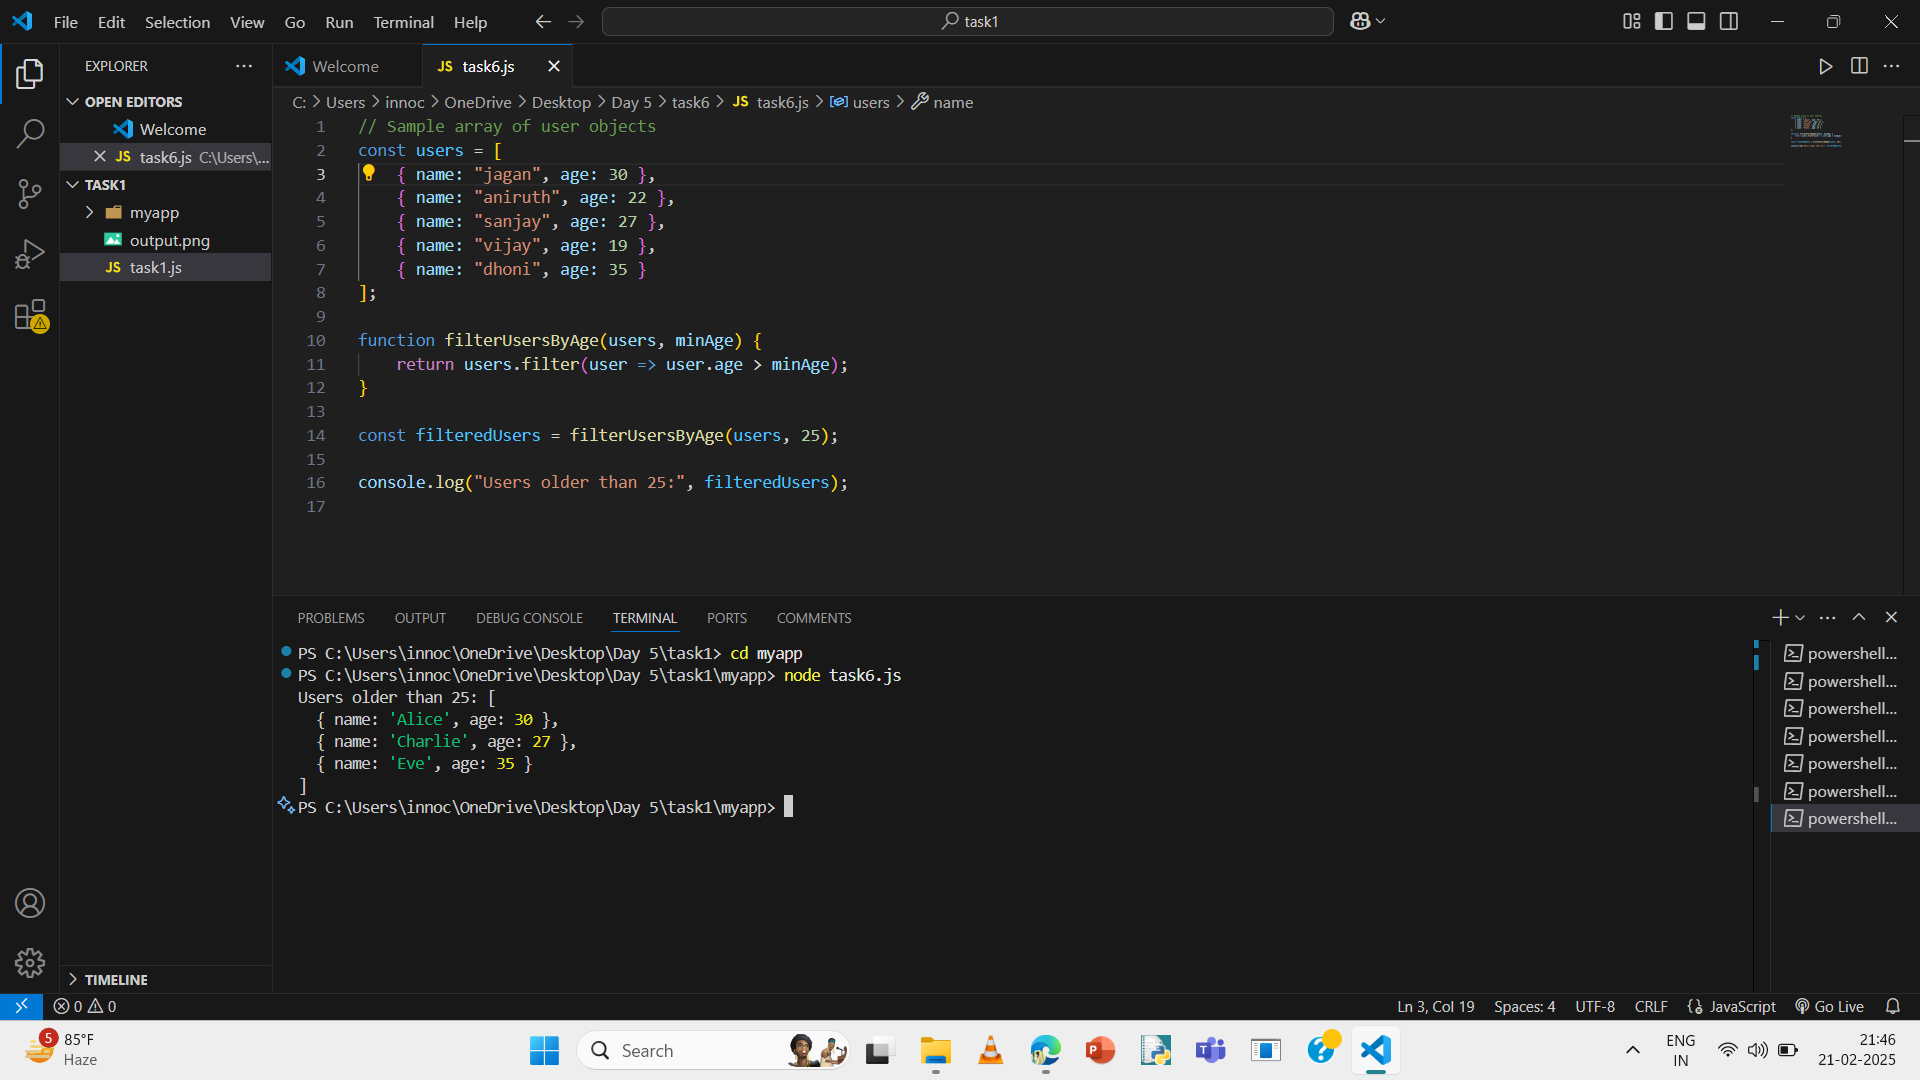 File Edit Selection View Go Run Terminal Help
task1
EXPLORER
OPEN EDITORS
Welcome
JS task6.js C:\Users\...
TASK1
myapp
output.png
JS task1.js
TIMELINE
Welcome
JS task6.js
C: > Users > innoc > OneDrive > Desktop > Day 5 > task6 > JS task6.js > users > name
1 // Sample array of user objects
2 const users = [
3 { name: "jagan", age: 30 },
4 { name: "aniruth", age: 22 },
5 { name: "sanjay", age: 27 },
6 { name: "vijay", age: 19 },
7 { name: "dhoni", age: 35 }
8 ];
9
10 function filterUsersByAge(users, minAge) {
11 return users.filter(user => user.age > minAge);
12 }
13
14 const filteredUsers = filterUsersByAge(users, 25);
15
16 console.log("Users older than 25:", filteredUsers);
17
PROBLEMS OUTPUT DEBUG CONSOLE TERMINAL PORTS COMMENTS
PS C:\Users\innoc\OneDrive\Desktop\Day 5\task1> cd myapp
PS C:\Users\innoc\OneDrive\Desktop\Day 5\task1\myapp> node task6.js
Users older than 25: [
{ name: 'Alice', age: 30 },
{ name: 'Charlie', age: 27 },
{ name: 'Eve', age: 35 }
]
PS C:\Users\innoc\OneDrive\Desktop\Day 5\task1\myapp>
powershell...
powershell...
powershell...
powershell...
powershell...
powershell...
powershell...
0 0
Ln 3, Col 19 Spaces: 4 UTF-8 CRLF {} JavaScript Go Live
5
85°F
Haze
Search
ENG
IN
21:46
21-02-2025